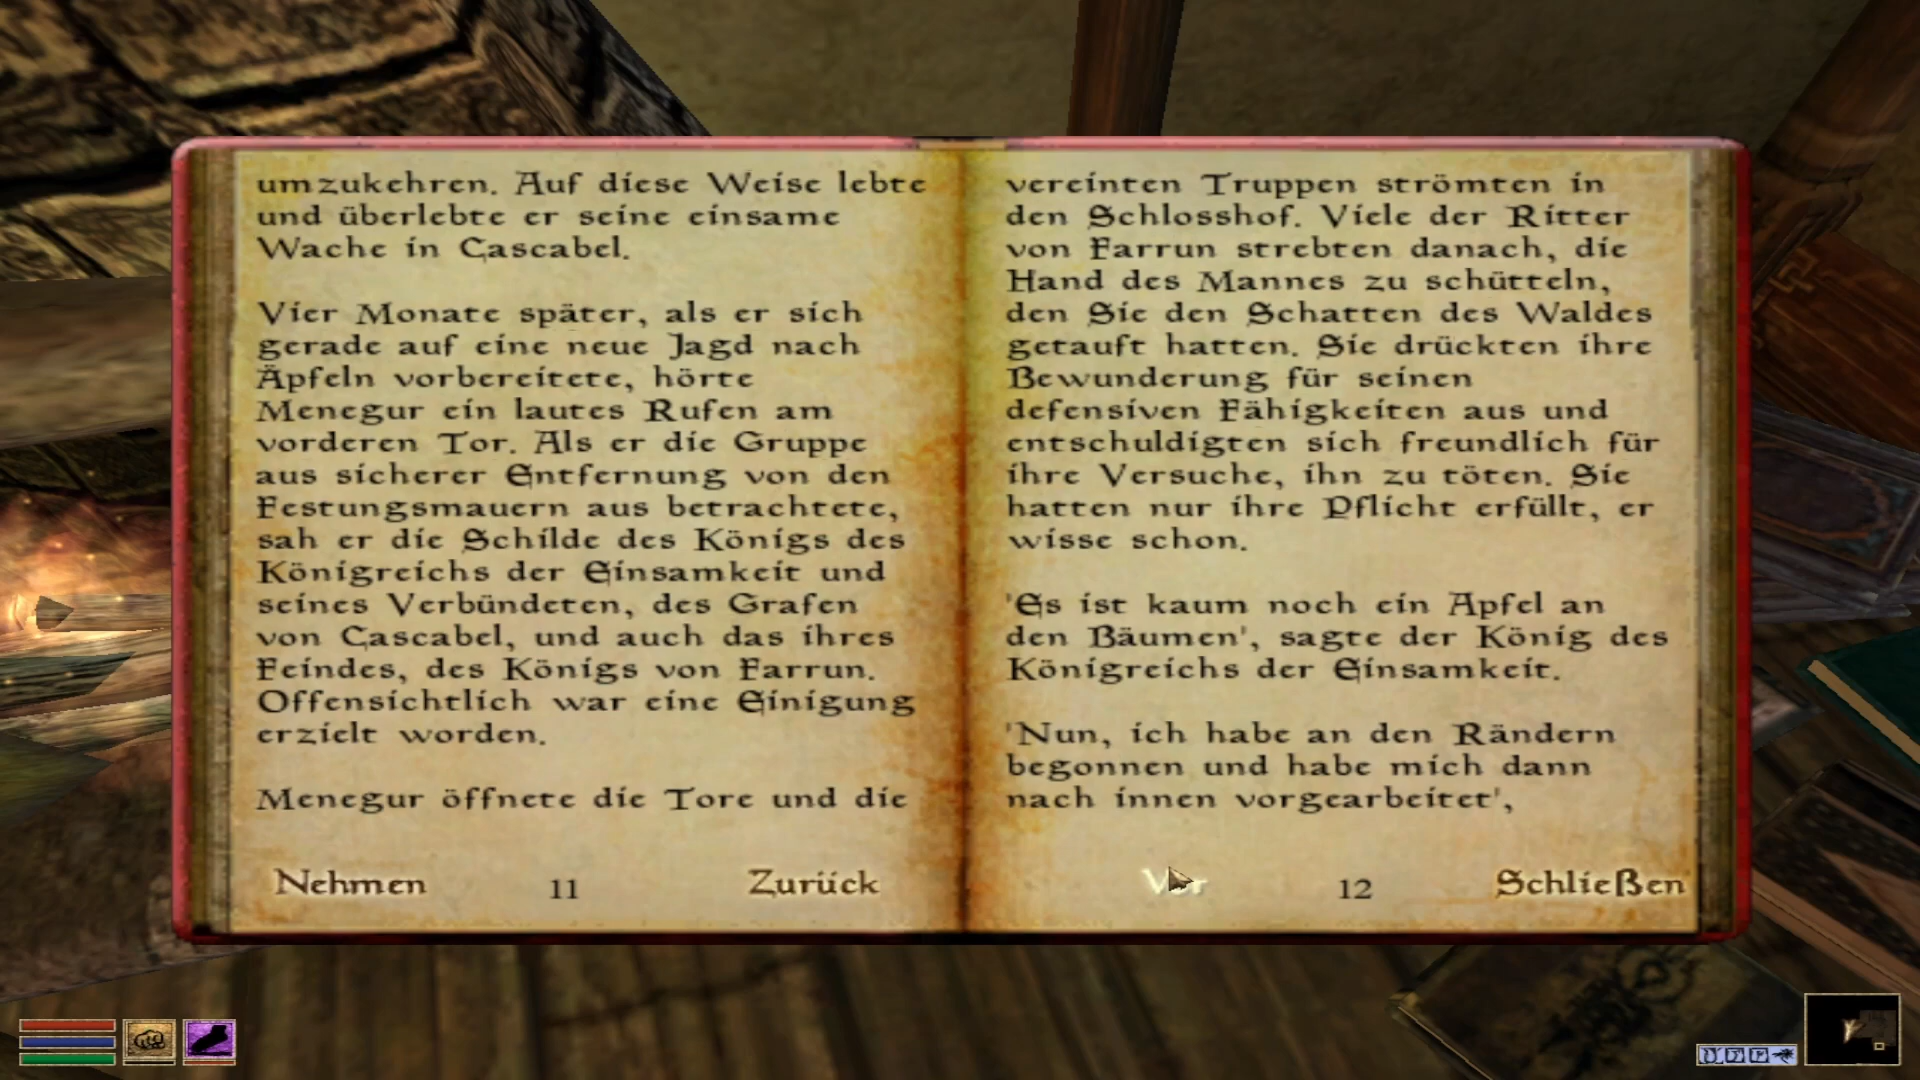 umzukehren. Auf diese Weise lebte
und überlebte er seine einsame
Wache in Cascabel.
Vier Monate später, als er sich
gerade auf eine neue Jagd nach
Äpfeln vorbereitete, hörte
Menegur ein lautes Rufen am
vorderen Tor. Als er die Gruppe
aus sicherer Entfernung von den
Festungsmauern aus betrachtete,
sah er die Schilde des Königs des
Königreichs der Einsamkeit und
seines Verbündeten, des Grafen
von Cascabel, und auch das ihres
Feindes, des Königs von Farrun.
Offensichtlich war eine Einigung
erzielt worden.
Menegur öffnete die Tore und die
vereinten Truppen strömten in
den Schlosshof. Viele der Ritter
von Farrun strebten danach, die
Hand des Mannes zu schütteln,
den Sie den Schatten des Waldes
getauft hatten. Sie drückten ihre
Bewunderung für seinen
defensiven Fähigkeiten aus und
entschuldigten sich freundlich für
ihre Versuche, ihn zu töten. Sie
hatten nur ihre Pflicht erfüllt, er
wisse schon.
'Es ist kaum noch ein Apfel an
den Bäumen', sagte der König des
Königreichs der Einsamkeit.
'Nun, ich habe an den Rändern
begonnen und habe mich dann
nach innen vorgearbeitet',
Nehmen 11 Zurück Vor 12 Schließen